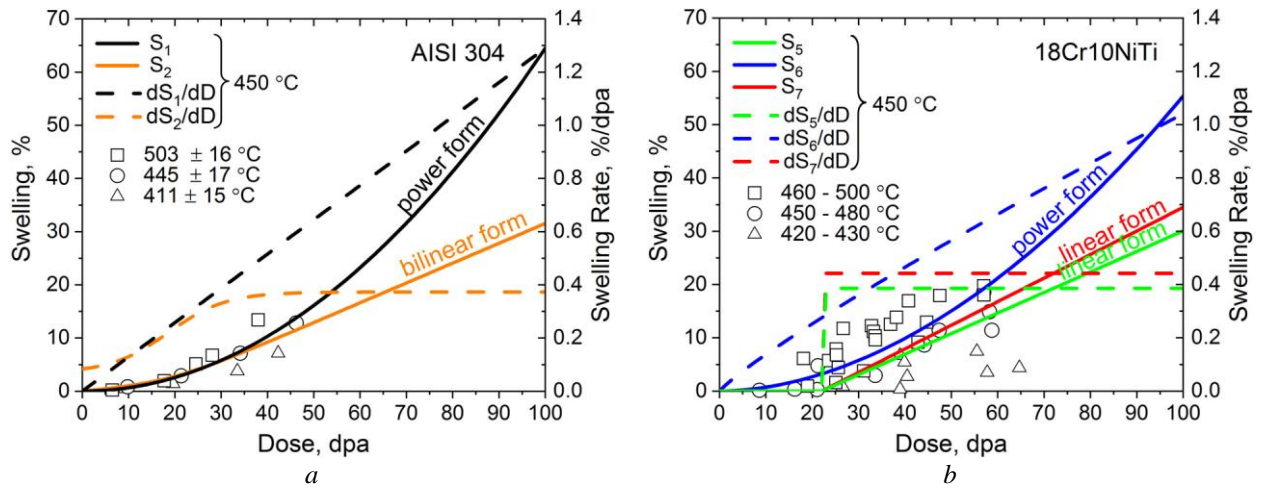 AISI 304
S₁
S₂
dS₁/dD
dS₂/dD
450 °C
503 ± 16 °C
445 ± 17 °C
411 ± 15 °C
power form
bilinear form
Swelling, %
70
60
50
40
30
20
10
0
Swelling Rate, %/dpa
1.4
1.2
1.0
0.8
0.6
0.4
0.2
0.0
0 10 20 30 40 50 60 70 80 90 100
Dose, dpa
a
18Cr10NiTi
S₅
S₆
S₇
dS₅/dD
dS₆/dD
dS₇/dD
450 °C
460 - 500 °C
450 - 480 °C
420 - 430 °C
power form
linear form
linear form
Swelling, %
70
60
50
40
30
20
10
0
Swelling Rate, %/dpa
1.4
1.2
1.0
0.8
0.6
0.4
0.2
0.0
0 10 20 30 40 50 60 70 80 90 100
Dose, dpa
b